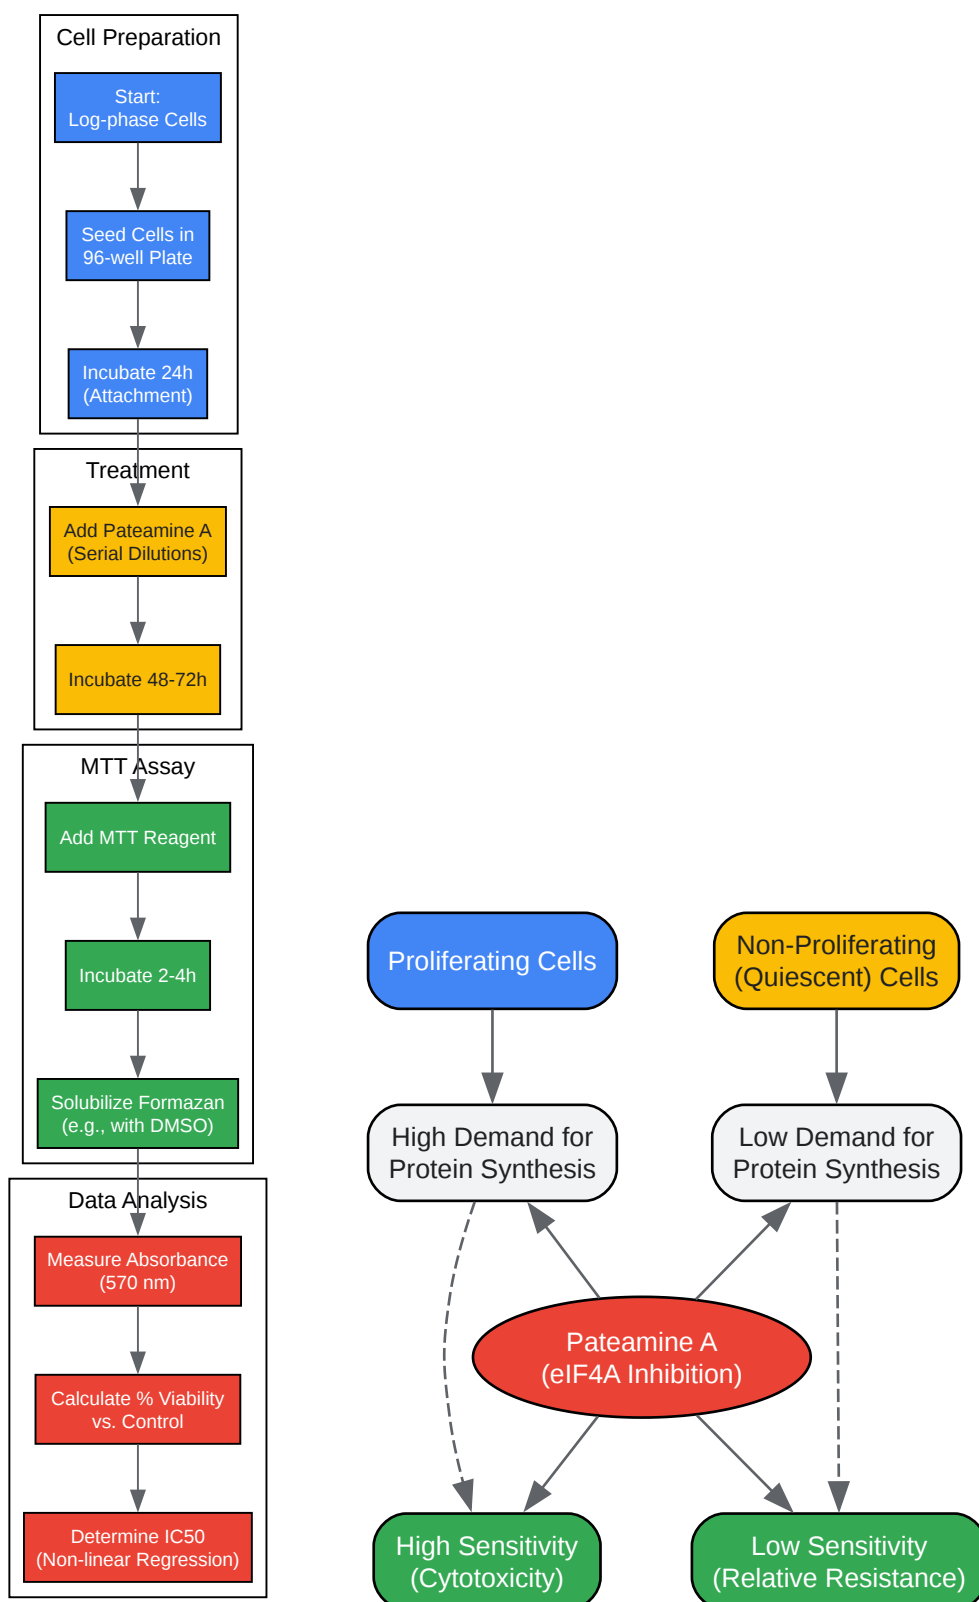 Cell Preparation
Start:
Log-phase Cells
Seed Cells in
96-well Plate
Incubate 24h
(Attachment)
Treatment
Add Pateamine A
(Serial Dilutions)
Incubate 48-72h
MTT Assay
Add MTT Reagent
Incubate 2-4h
Solubilize Formazan
(e.g., with DMSO)
Data Analysis
Measure Absorbance
(570 nm)
Calculate % Viability
vs. Control
Determine IC50
(Non-linear Regression)
Proliferating Cells
Non-Proliferating
(Quiescent) Cells
High Demand for
Protein Synthesis
Low Demand for
Protein Synthesis
Pateamine A
(eIF4A Inhibition)
High Sensitivity
(Cytotoxicity)
Low Sensitivity
(Relative Resistance)